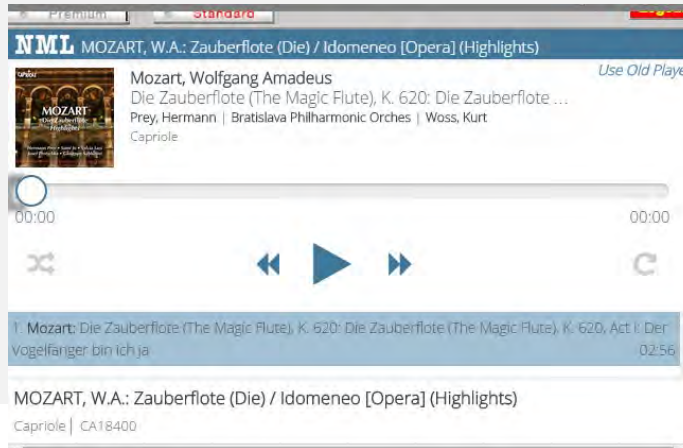 Premium Standard
NML MOZART, W.A.: Zauberflote (Die) / Idomeneo [Opera] (Highlights)
Use Old Playe
Mozart, Wolfgang Amadeus
Die Zauberflote (The Magic Flute), K. 620: Die Zauberflote ...
Prey, Hermann | Bratislava Philharmonic Orches | Woss, Kurt
Capriole
MOZART
Die Zauberflöte
Highlights
00:00 00:00
1. Mozart: Die Zauberflote (The Magic Flute), K. 620: Die Zauberflote (The Magic Flute), K. 620, Act I: Der
Vogelfanger bin ich ja 02:56
MOZART, W.A.: Zauberflote (Die) / Idomeneo [Opera] (Highlights)
Capriole | CA18400